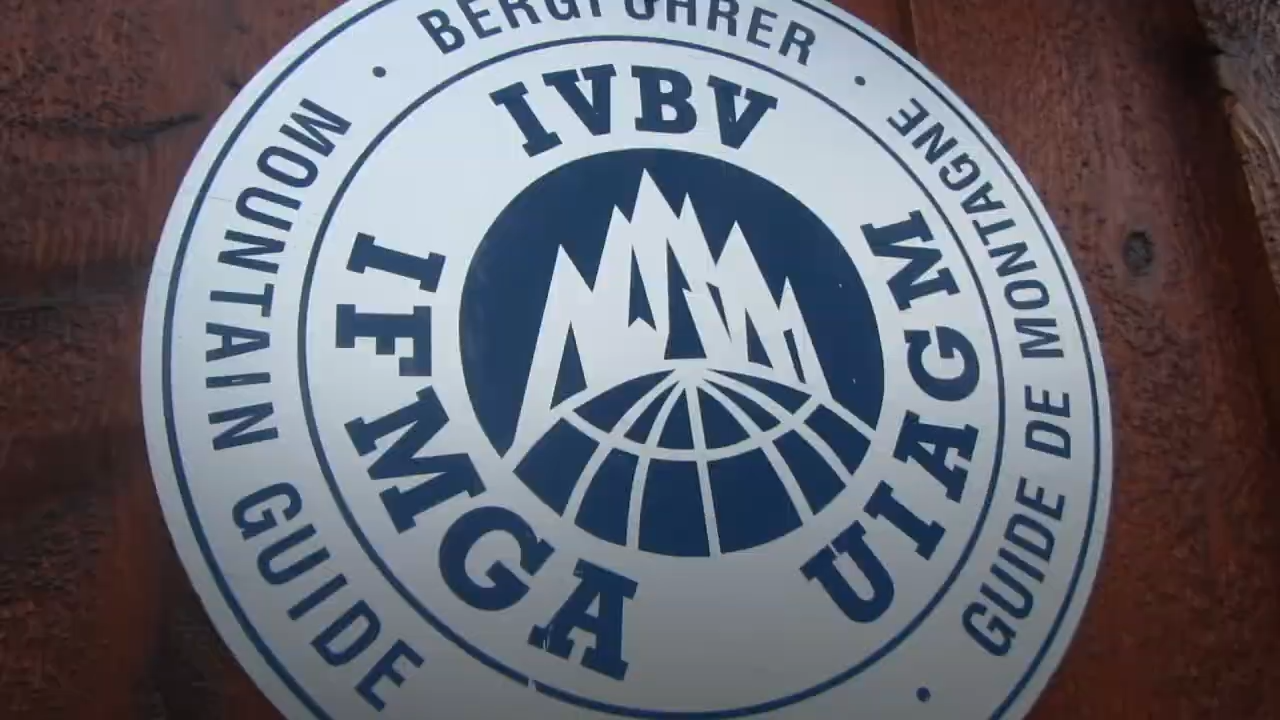 BERGFÜHRER
IVBV
MOUNTAIN GUIDE
IFMGA
UIAGM
GUIDE DE MONTAGNE